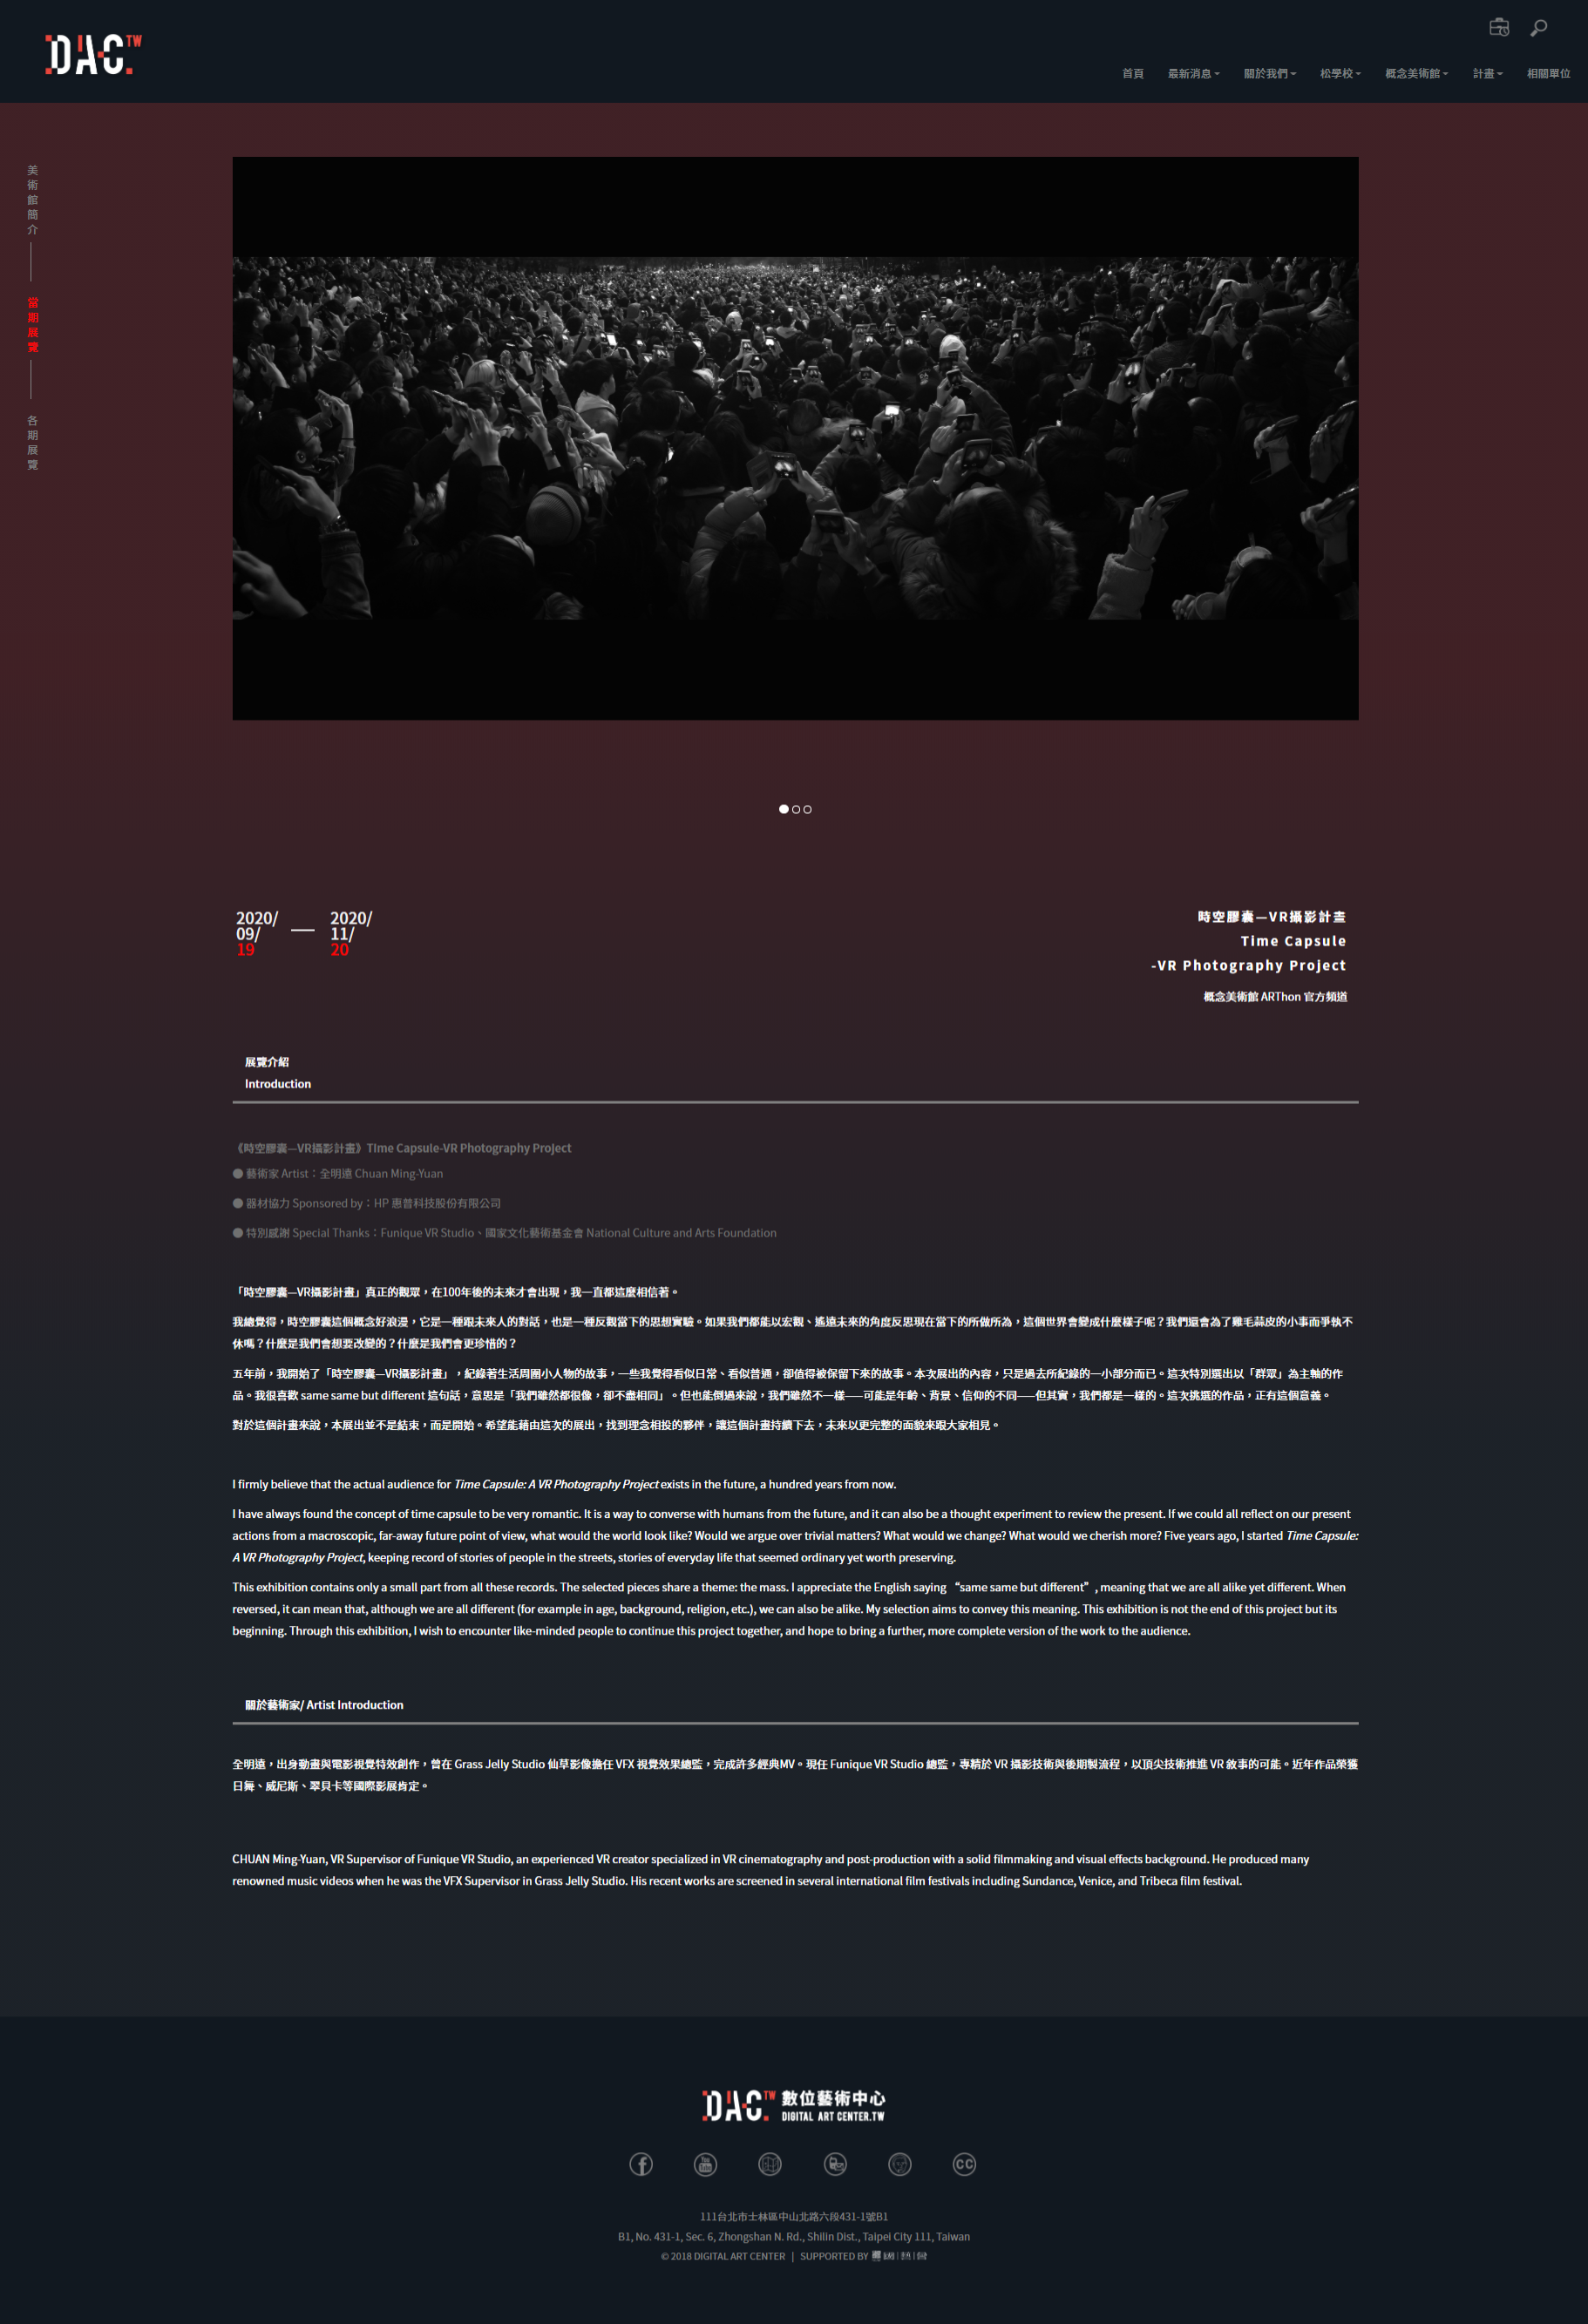 DAC.TW
首頁 最新消息 關於我們 松學校 概念美術館 計畫 相關單位
美術館簡介
當期展覽
各期展覽
2020/
09/
19
2020/
11/
20
時空膠囊—VR攝影計畫
Time Capsule
-VR Photography Project
概念美術館 ARThon 官方頻道
展覽介紹
Introduction
《時空膠囊—VR攝影計畫》Time Capsule-VR Photography Project
● 藝術家 Artist：全明遠 Chuan Ming-Yuan
● 器材協力 Sponsored by：HP 惠普科技股份有限公司
● 特別感謝 Special Thanks：Funique VR Studio、國家文化藝術基金會 National Culture and Arts Foundation
「時空膠囊—VR攝影計畫」真正的觀眾，在100年後的未來才會出現，我一直都這麼相信著。
我總覺得，時空膠囊這個概念好浪漫，它是一種跟未來人的對話，也是一種反觀當下的思想實驗。如果我們都能以宏觀、遙遠未來的角度反思現在當下的所做所為，這個世界會變成什麼樣子呢？我們還會為了雞毛蒜皮的小事而爭執不
休嗎？什麼是我們會想要改變的？什麼是我們會更珍惜的？
五年前，我開始了「時空膠囊—VR攝影計畫」，紀錄著生活周圍小人物的故事，一些我覺得看似日常、看似普通，卻值得被保留下來的故事。本次展出的內容，只是過去所紀錄的一小部分而已。這次特別選出以「群眾」為主軸的作
品。我很喜歡 same same but different 這句話，意思是「我們雖然都很像，卻不盡相同」。但也能倒過來說，我們雖然不一樣——可能是年齡、背景、信仰的不同——但其實，我們都是一樣的。這次挑選的作品，正有這個意義。
對於這個計畫來說，本展出並不是結束，而是開始。希望能藉由這次的展出，找到理念相投的夥伴，讓這個計畫持續下去，未來以更完整的面貌來跟大家相見。
I firmly believe that the actual audience for Time Capsule: A VR Photography Project exists in the future, a hundred years from now.
I have always found the concept of time capsule to be very romantic. It is a way to converse with humans from the future, and it can also be a thought experiment to review the present. If we could all reflect on our present
actions from a macroscopic, far-away future point of view, what would the world look like? Would we argue over trivial matters? What would we change? What would we cherish more? Five years ago, I started Time Capsule:
A VR Photography Project, keeping record of stories of people in the streets, stories of everyday life that seemed ordinary yet worth preserving.
This exhibition contains only a small part from all these records. The selected pieces share a theme: the mass. I appreciate the English saying “same same but different”, meaning that we are all alike yet different. When
reversed, it can mean that, although we are all different (for example in age, background, religion, etc.), we can also be alike. My selection aims to convey this meaning. This exhibition is not the end of this project but its
beginning. Through this exhibition, I wish to encounter like-minded people to continue this project together, and hope to bring a further, more complete version of the work to the audience.
關於藝術家/ Artist Introduction
全明遠，出身動畫與電影視覺特效創作，曾在 Grass Jelly Studio 仙草影像擔任 VFX 視覺效果總監，完成許多經典MV。現任 Funique VR Studio 總監，專精於 VR 攝影技術與後期製流程，以頂尖技術推進 VR 敘事的可能。近年作品榮獲
日舞、威尼斯、翠貝卡等國際影展肯定。
CHUAN Ming-Yuan, VR Supervisor of Funique VR Studio, an experienced VR creator specialized in VR cinematography and post-production with a solid filmmaking and visual effects background. He produced many
renowned music videos when he was the VFX Supervisor in Grass Jelly Studio. His recent works are screened in several international film festivals including Sundance, Venice, and Tribeca film festival.
DAC.TW 數位藝術中心
DIGITAL ART CENTER.TW
You Tube CC
111台北市士林區中山北路六段431-1號B1
B1, No. 431-1, Sec. 6, Zhongshan N. Rd., Shilin Dist., Taipei City 111, Taiwan
© 2018 DIGITAL ART CENTER | SUPPORTED BY